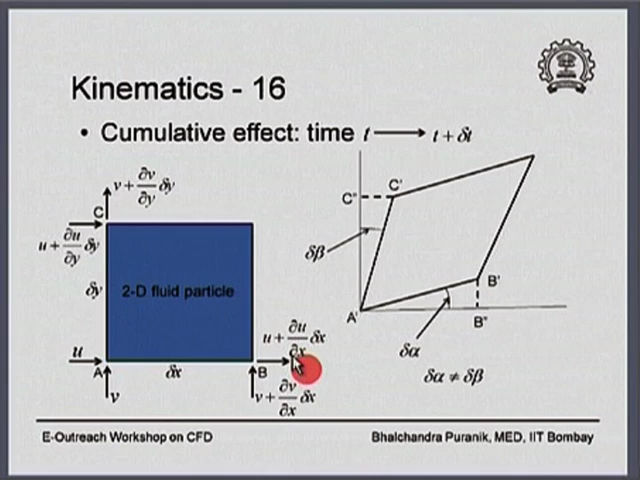 Kinematics - 16
• Cumulative effect: time t → t + δt
v + ∂v/∂y δy
C
u + ∂u/∂y δy
δy
2-D fluid particle
u
A
δx
B
v
u + ∂u/∂x δx
v + ∂v/∂x δx
C"
C'
δβ
A'
B'
B"
δα
δα ≠ δβ
E-Outreach Workshop on CFD
Bhalchandra Puranik, MED, IIT Bombay